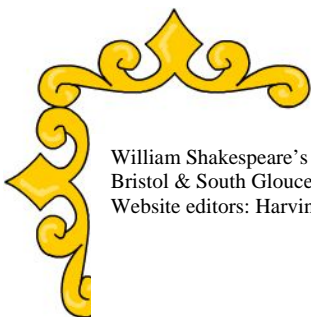 William Shakespeare's
Bristol & South Glouce
Website editors: Harvin